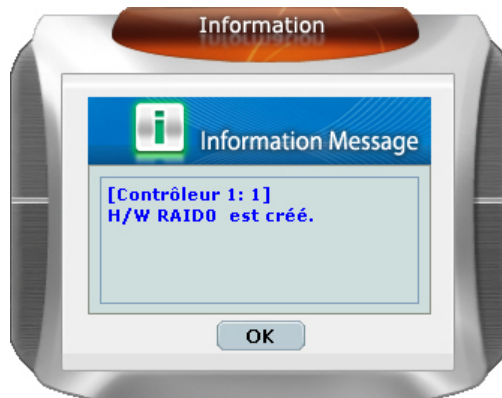 Information
Information Message
[Contrôleur 1: 1]
H/W RAID0 est créé.
OK